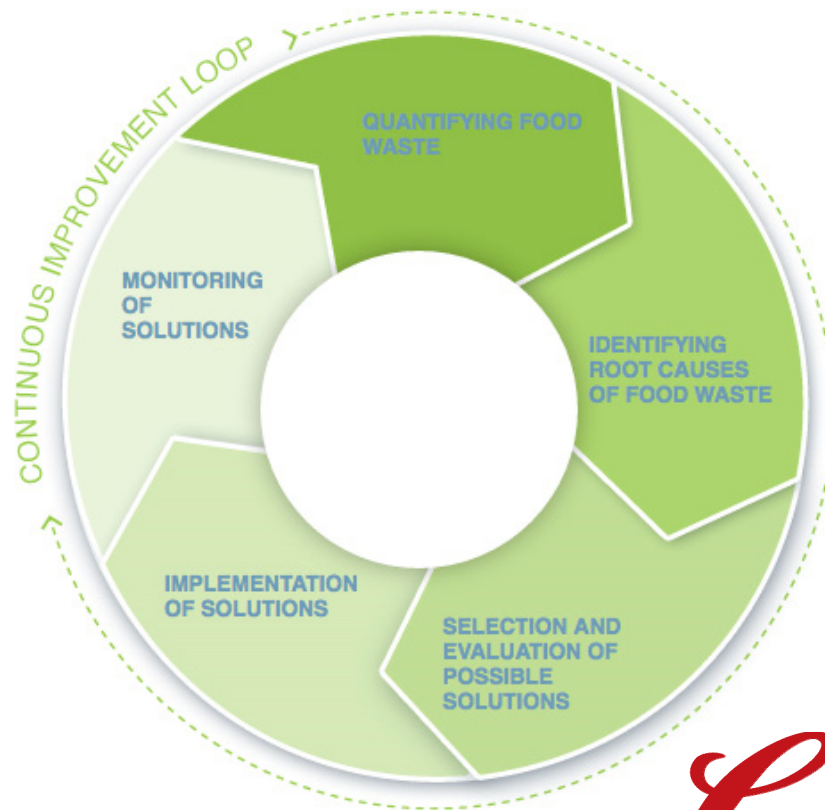 CONTINUOUS IMPROVEMENT LOOP
QUANTIFYING FOOD
WASTE
IDENTIFYING
ROOT CAUSES
OF FOOD WASTE
SELECTION AND
EVALUATION OF
POSSIBLE
SOLUTIONS
IMPLEMENTATION
OF SOLUTIONS
MONITORING
OF
SOLUTIONS